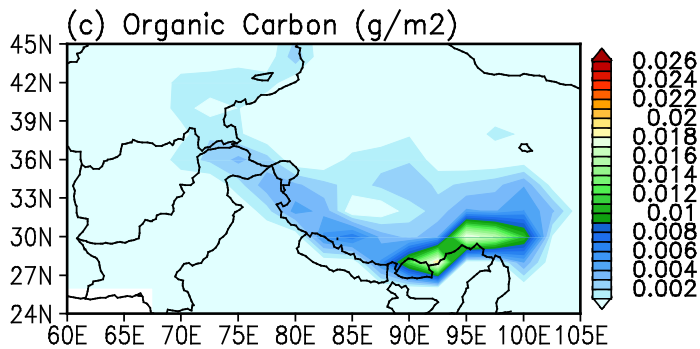 (c) Organic Carbon (g/m2)
45N
42N
39N
36N
33N
30N
27N
24N
60E 65E 70E 75E 80E 85E 90E 95E 100E 105E
0.026
0.024
0.022
0.02
0.018
0.016
0.014
0.012
0.01
0.008
0.006
0.004
0.002